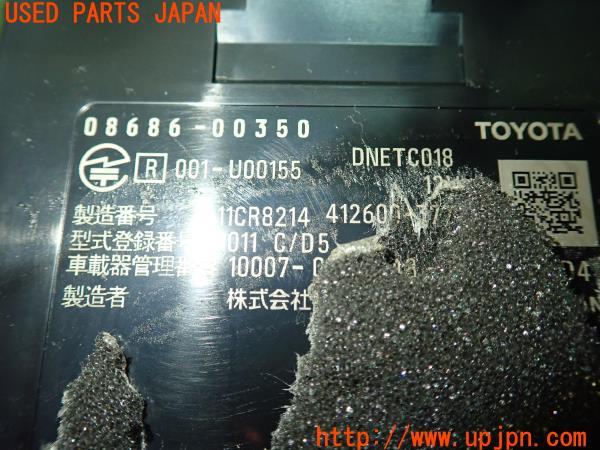 USED PARTS JAPAN
08686-00350
TOYOTA
R 001-U00155
DNETC018
製造番号 11CR8214 412600-
型式登録番号 011 C/D5
車載器管理番 10007-
製造者 株式会社
http://www.upjpn.com